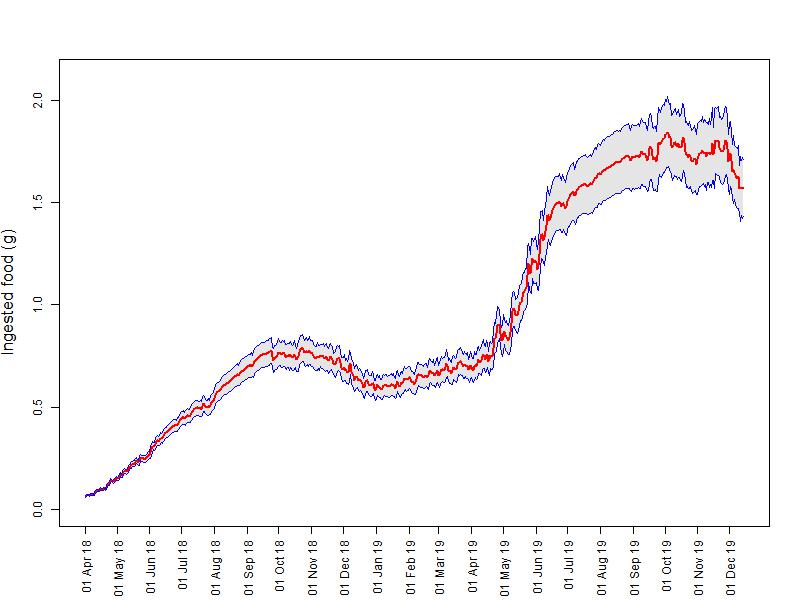 Ingested food (g)
2.0
1.5
1.0
0.5
0.0
01 Apr 18
01 May 18
01 Jun 18
01 Jul 18
01 Aug 18
01 Sep 18
01 Oct 18
01 Nov 18
01 Dec 18
01 Jan 19
01 Feb 19
01 Mar 19
01 Apr 19
01 May 19
01 Jun 19
01 Jul 19
01 Aug 19
01 Sep 19
01 Oct 19
01 Nov 19
01 Dec 19